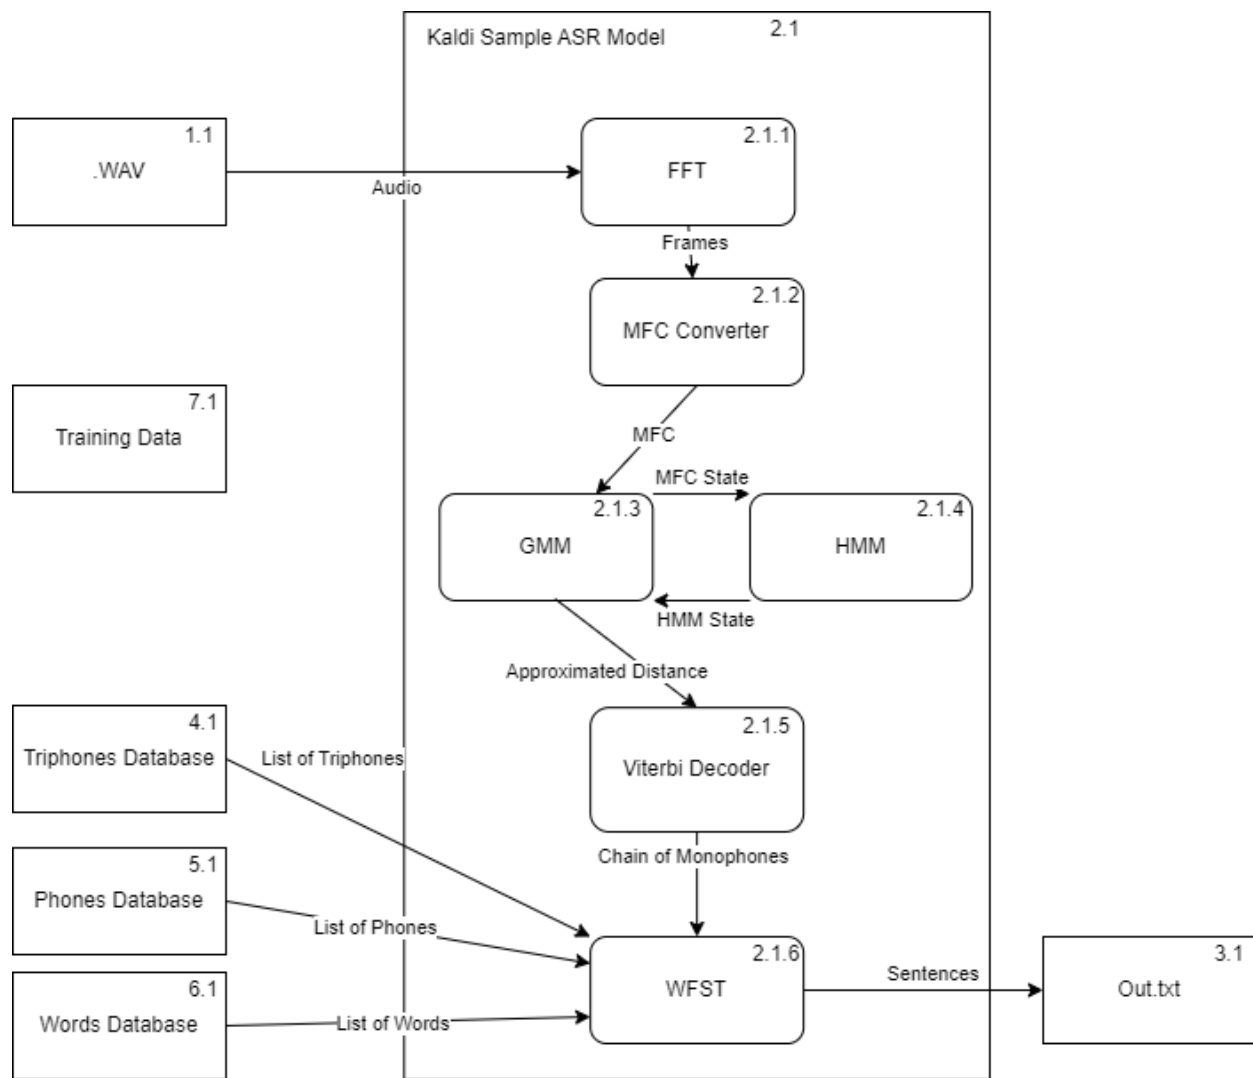 Kaldi Sample ASR Model
2.1
1.1
.WAV
Audio
2.1.1
FFT
Frames
2.1.2
MFC Converter
7.1
Training Data
MFC
MFC State
2.1.3
GMM
2.1.4
HMM
HMM State
Approximated Distance
4.1
Triphones Database
List of Triphones
2.1.5
Viterbi Decoder
Chain of Monophones
5.1
Phones Database
List of Phones
6.1
Words Database
List of Words
2.1.6
WFST
Sentences
3.1
Out.txt